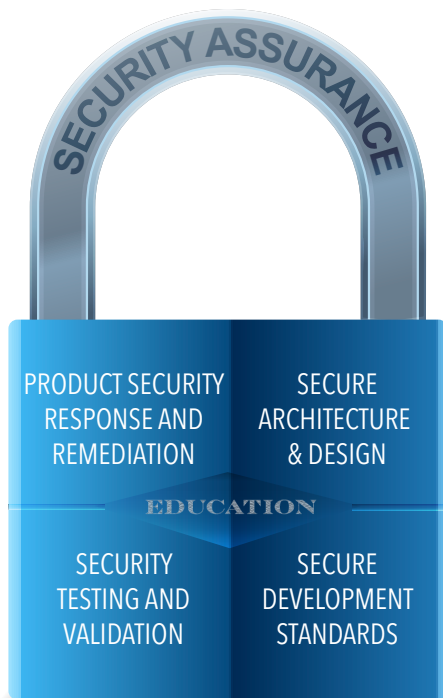 SECURITY ASSURANCE
PRODUCT SECURITY
RESPONSE AND
REMEDIATION
SECURE
ARCHITECTURE
& DESIGN
EDUCATION
SECURITY
TESTING AND
VALIDATION
SECURE
DEVELOPMENT
STANDARDS